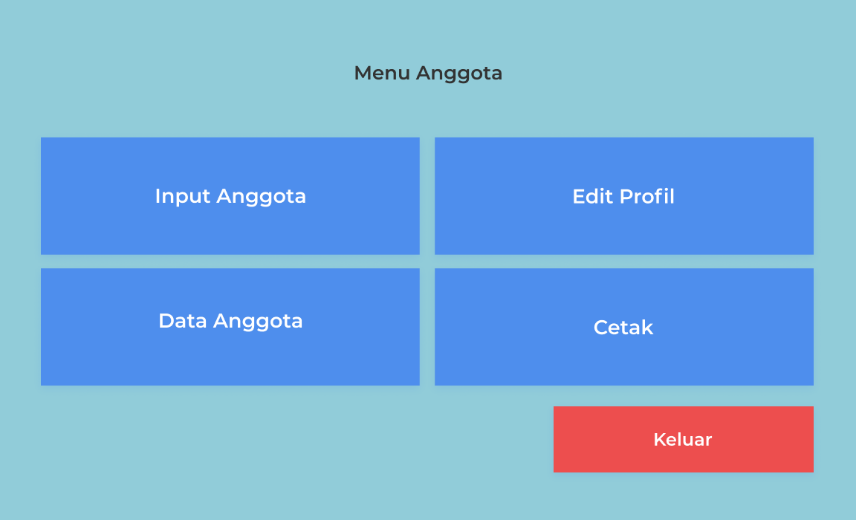 Menu Anggota
Input Anggota
Edit Profil
Data Anggota
Cetak
Keluar